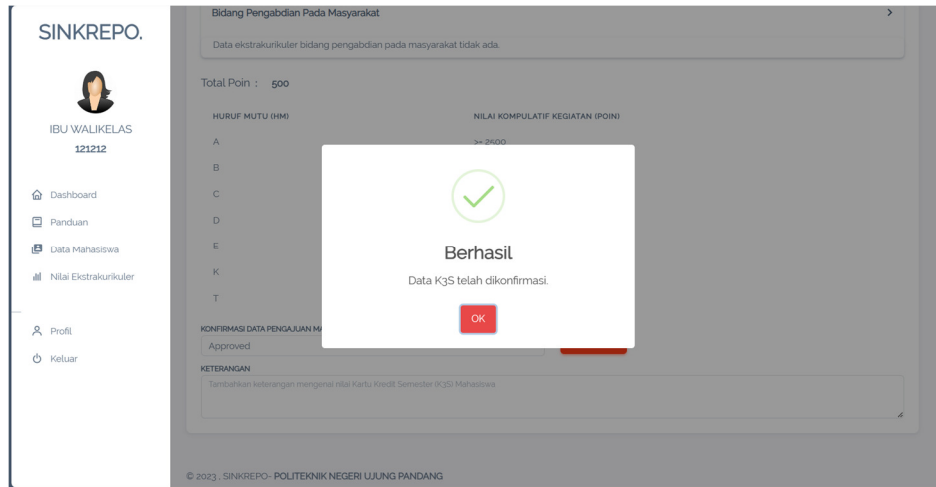 SINKREPO.
IBU WALIKELAS
121212
Dashboard
Panduan
Data Mahasiswa
Nilai Ekstrakurikuler
Profil
Keluar
Bidang Pengabdian Pada Masyarakat
Data ekstrakurikuler bidang pengabdian pada masyarakat tidak ada.
Total Poin : 500
HURUF MUTU (HM) NILAI KOMPULATIF KEGIATAN (POIN)
A >= 2500
B
C
D
E
K
T
Berhasil
Data K3S telah dikonfirmasi.
OK
KONFIRMASI DATA PENGAJUAN
Approved
KETERANGAN
Tambahkan keterangan mengenai nilai Kartu Kredit Semester (K3S) Mahasiswa
© 2023 , SINKREPO- POLITEKNIK NEGERI UJUNG PANDANG